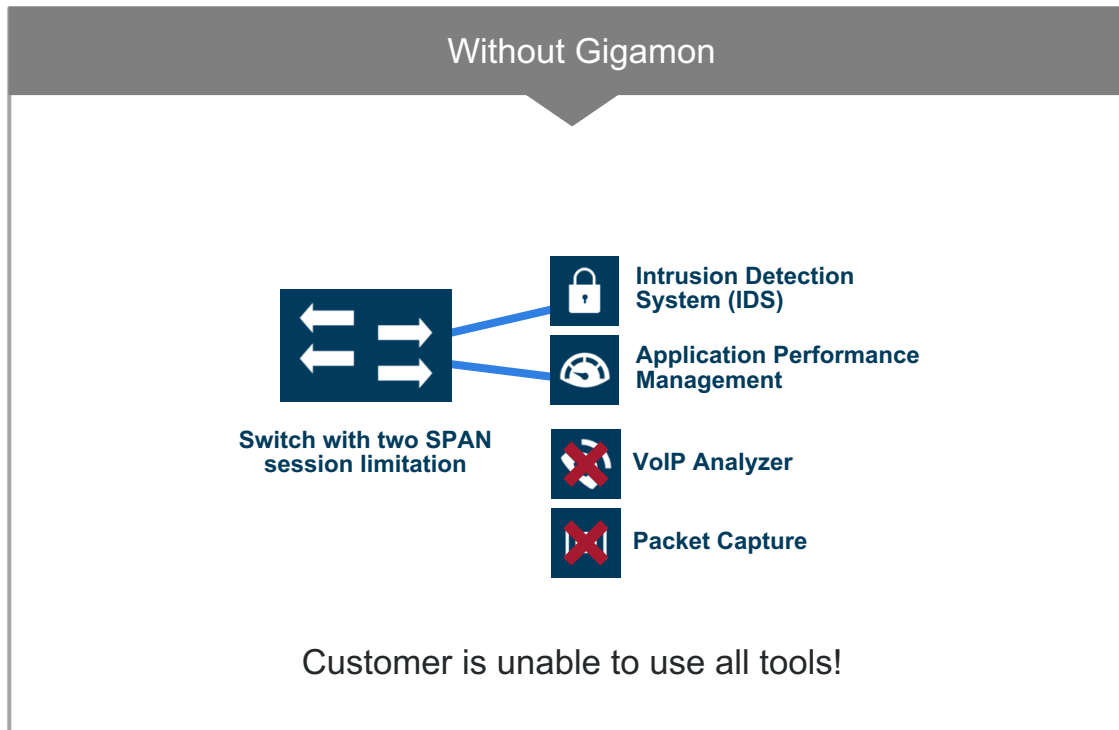 Without Gigamon
Intrusion Detection
System (IDS)
Application Performance
Management
Switch with two SPAN
session limitation
VoIP Analyzer
Packet Capture
Customer is unable to use all tools!